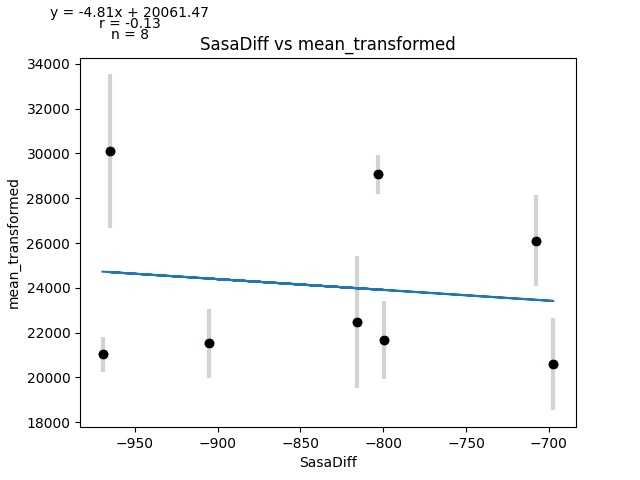 y = -4.81x + 20061.47
r = -0.13
n = 8
SasaDiff vs mean_transformed
34000
32000
30000
28000
26000
24000
22000
20000
18000
mean_transformed
−950
−900
−850
−800
−750
−700
SasaDiff